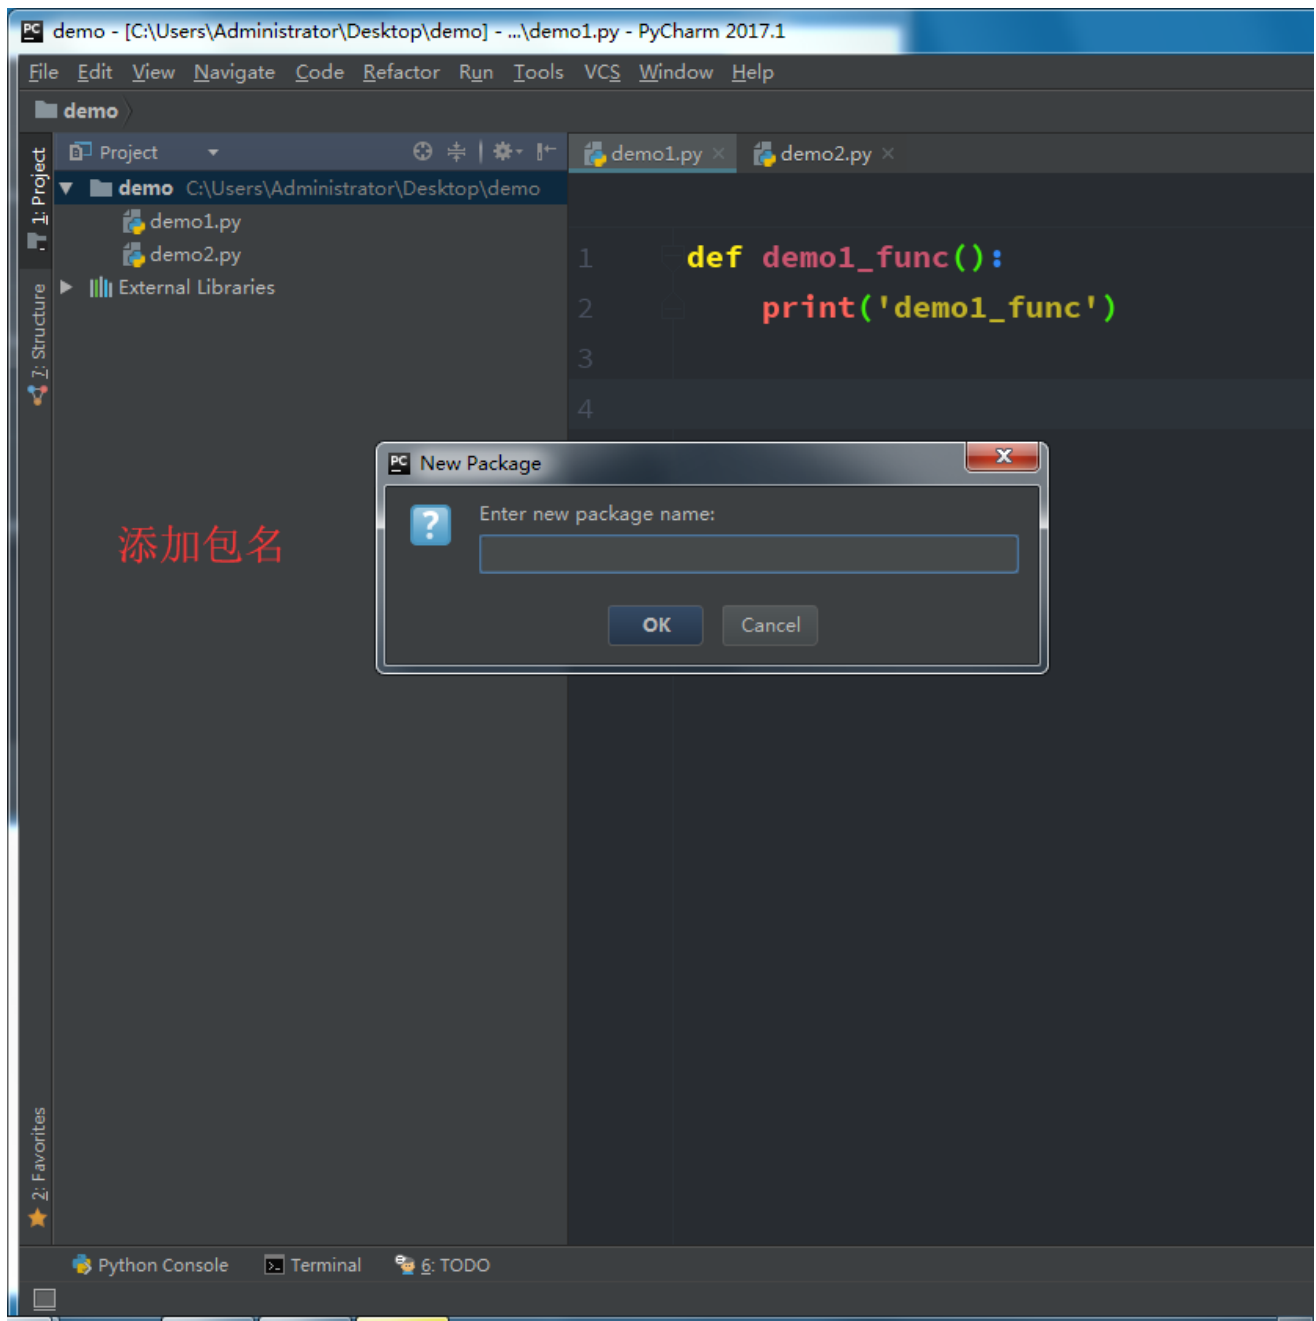 demo - [C:\Users\Administrator\Desktop\demo] - ...\demo1.py - PyCharm 2017.1
File Edit View Navigate Code Refactor Run Tools VCS Window Help
demo
1: Project
Project
demo1.py
demo2.py
demo C:\Users\Administrator\Desktop\demo
demo1.py
demo2.py
External Libraries
7: Structure
1 def demo1_func():
2 print('demo1_func')
3
4
New Package
Enter new package name:
OK Cancel
添加包名
2: Favorites
Python Console Terminal 6: TODO